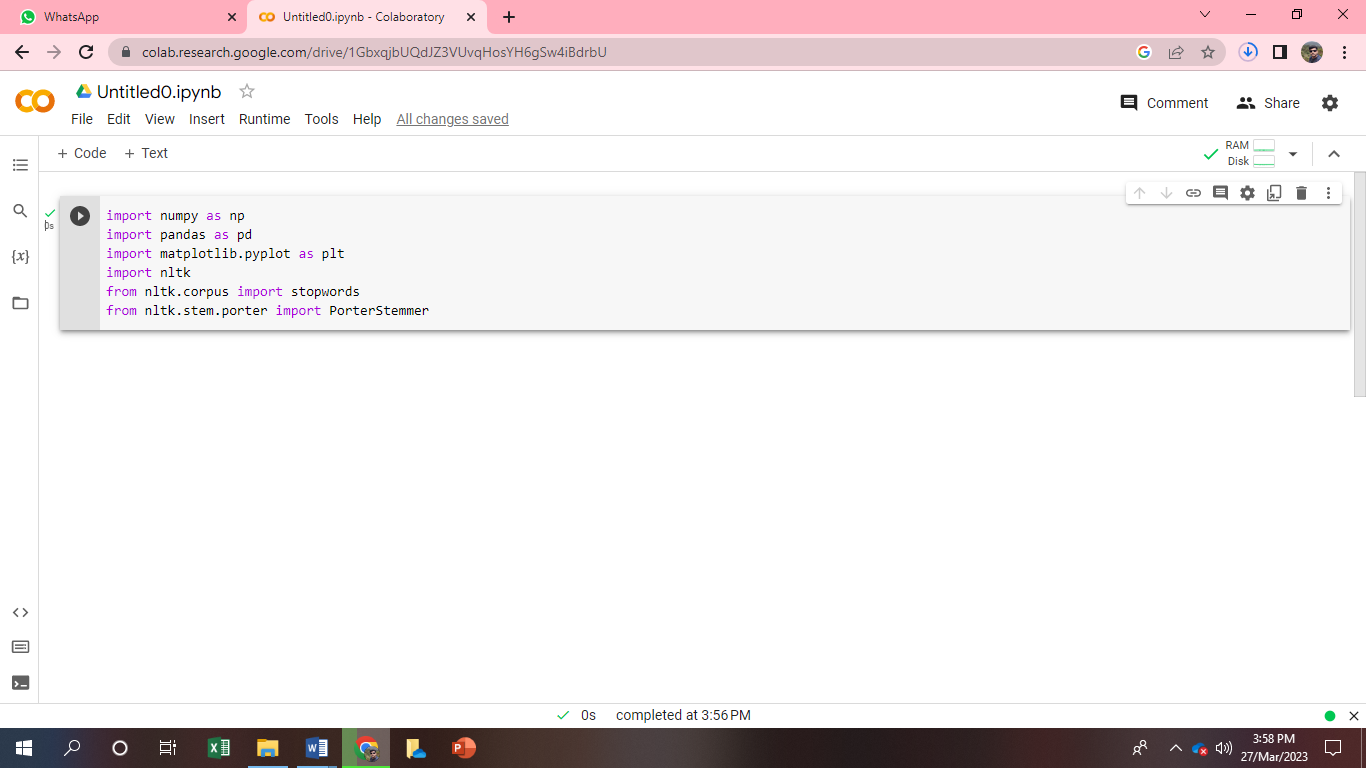 WhatsApp
Untitled0.ipynb - Colaboratory
colab.research.google.com/drive/1GbxqjbUQdJZ3VUvqHosYH6gSw4iBdrbU
Untitled0.ipynb
File Edit View Insert Runtime Tools Help All changes saved
Comment
Share
+ Code + Text
RAM
Disk
{x}
0s
import numpy as np
import pandas as pd
import matplotlib.pyplot as plt
import nltk
from nltk.corpus import stopwords
from nltk.stem.porter import PorterStemmer
0s completed at 3:56 PM
3:58 PM
27/Mar/2023